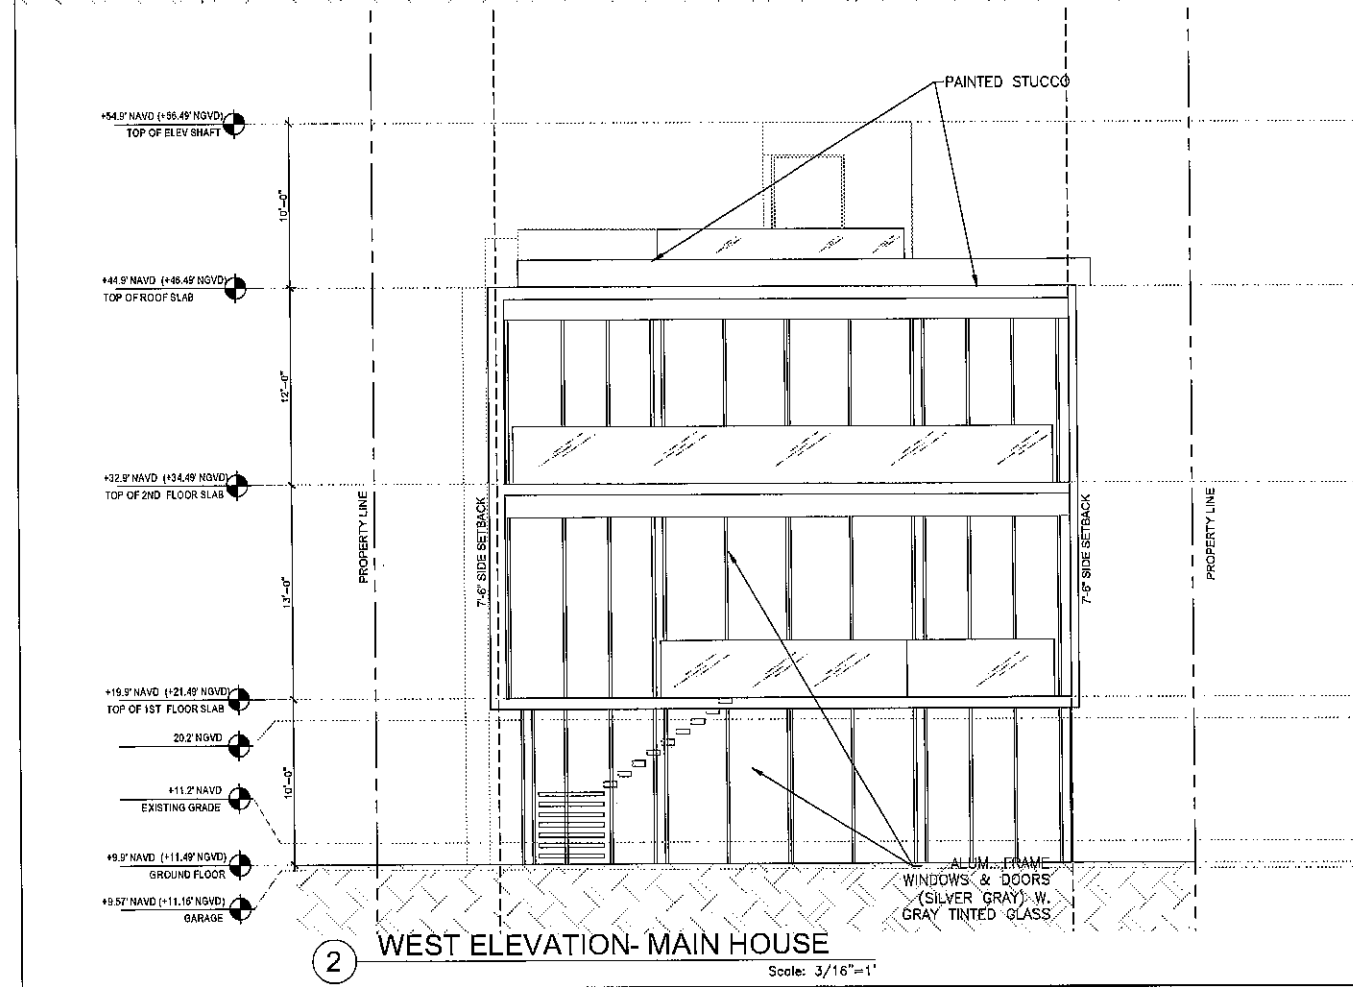 PAINTED STUCCO
+54.9' NAVD (+56.49' NGVD)
TOP OF ELEV SHAFT
10'-0"
+44.9' NAVD (+46.49' NGVD)
TOP OF ROOF SLAB
12'-0"
+32.9' NAVD (+34.49' NGVD)
TOP OF 2ND FLOOR SLAB
PROPERTY LINE
7'-6" SIDE SETBACK
7'-6" SIDE SETBACK
PROPERTY LINE
13'-0"
+19.9' NAVD (+21.49' NGVD)
TOP OF 1ST FLOOR SLAB
20.2' NGVD
+11.2' NAVD
EXISTING GRADE
10'-0"
+9.9' NAVD (+11.49' NGVD)
GROUND FLOOR
+9.57' NAVD (+11.16' NGVD)
GARAGE
ALUM. FRAME
WINDOWS & DOORS
(SILVER GRAY) W.
GRAY TINTED GLASS
2
WEST ELEVATION- MAIN HOUSE
Scale: 3/16"=1'